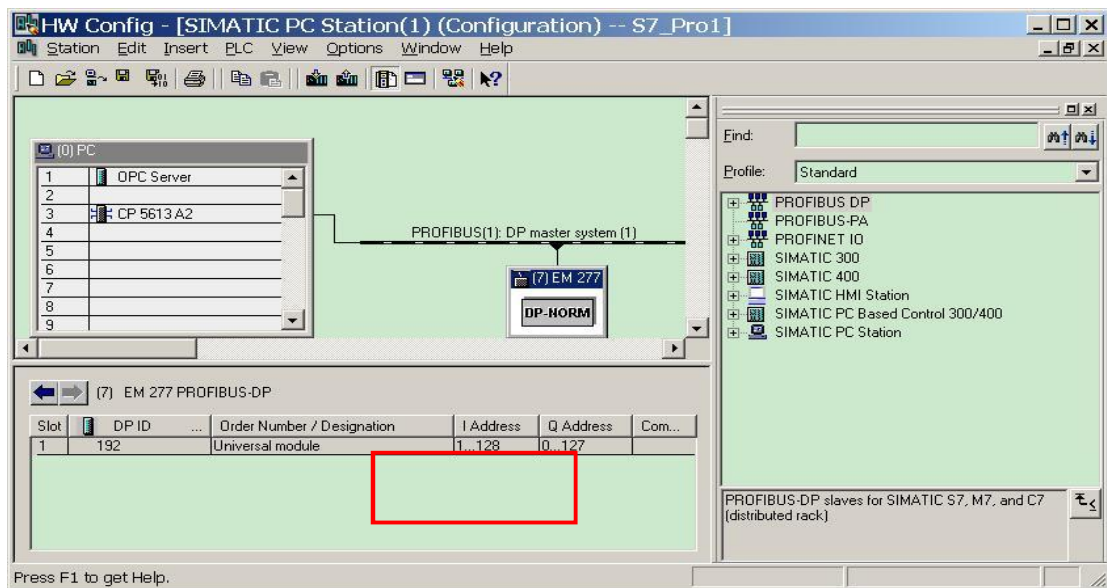 HW Config - [SIMATIC PC Station(1) (Configuration) -- S7_Pro1]
Station Edit Insert PLC View Options Window Help
(0) PC
1 OPC Server
2
3 CP 5613 A2
4
5
6
7
8
9
PROFIBUS(1): DP master system (1)
(7) EM 277
DP-NORM
(7) EM 277 PROFIBUS-DP
Slot DP ID ... Order Number / Designation I Address Q Address Com...
1 192 Universal module 1...128 0...127
Find:
Profile: Standard
PROFIBUS DP
PROFIBUS-PA
PROFINET IO
SIMATIC 300
SIMATIC 400
SIMATIC HMI Station
SIMATIC PC Based Control 300/400
SIMATIC PC Station
PROFIBUS-DP slaves for SIMATIC S7, M7, and C7
(distributed rack)
Press F1 to get Help.